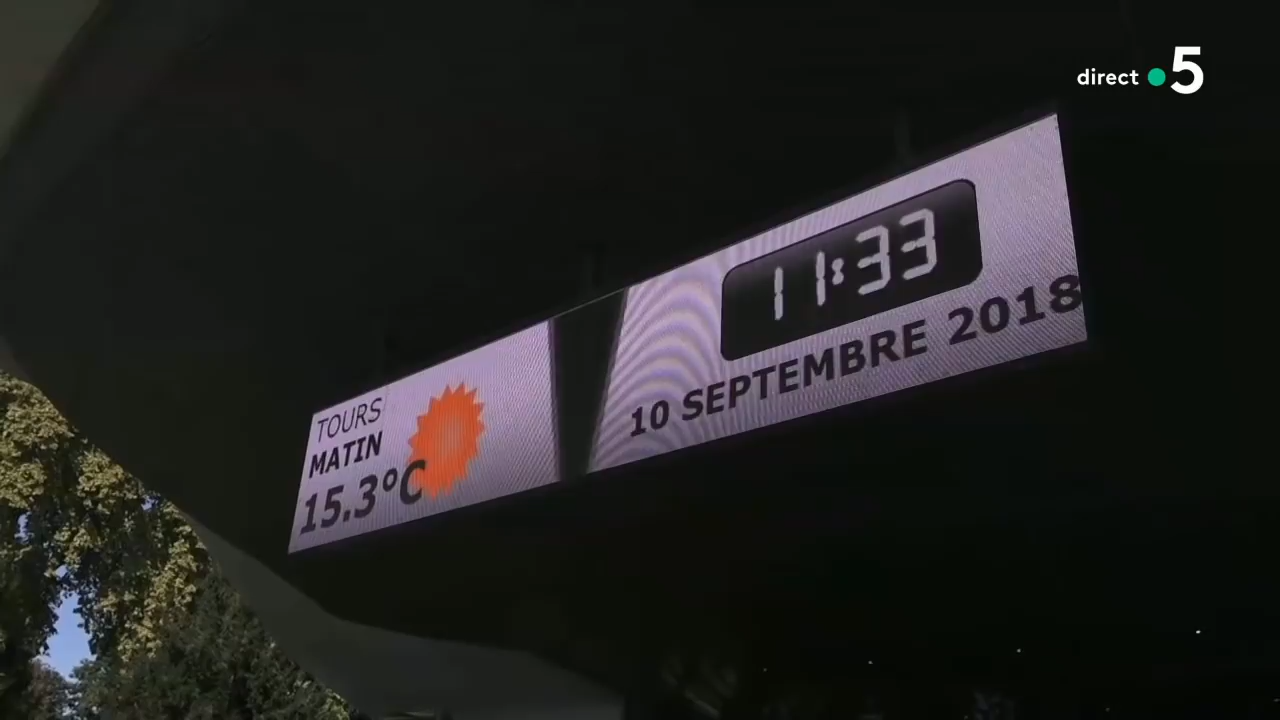 direct 5
11:33
10 SEPTEMBRE 2018
TOURS
MATIN
15.3°C